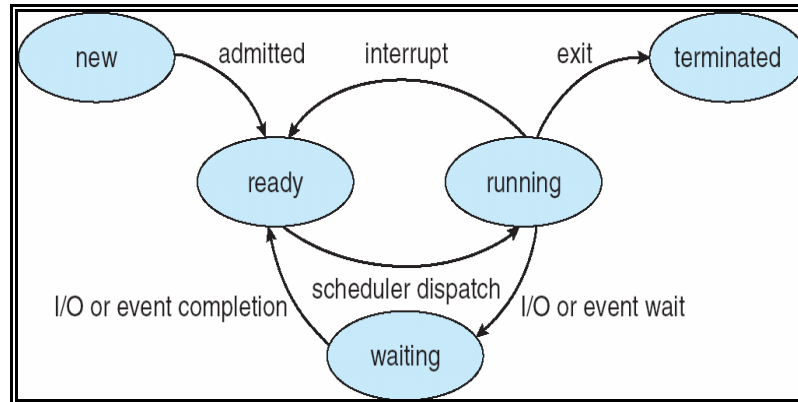 new
admitted
interrupt
exit
terminated
ready
running
I/O or event completion
scheduler dispatch
I/O or event wait
waiting